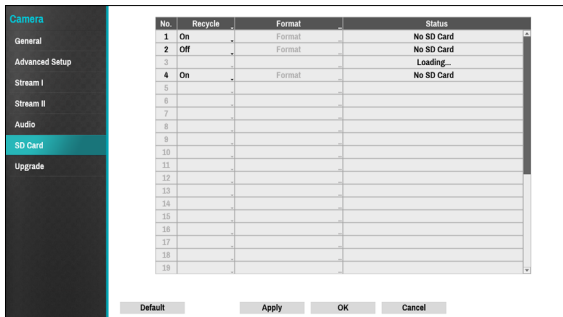 Camera
General
Advanced Setup
Stream I
Stream II
Audio
SD Card
Upgrade
No. Recycle Format Status
1 On Format No SD Card
2 Off Format No SD Card
3 Loading...
4 On Format No SD Card
5
6
7
8
9
10
11
12
13
14
15
16
17
18
19
Default Apply OK Cancel